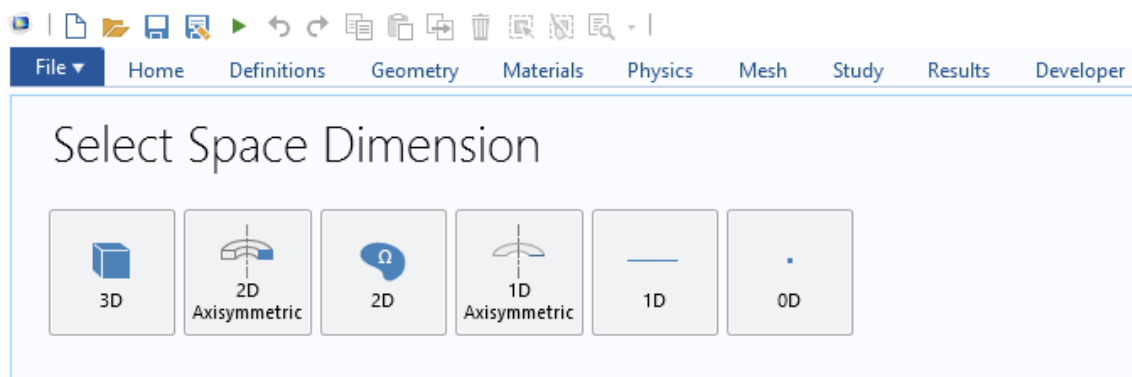 File Home Definitions Geometry Materials Physics Mesh Study Results Developer
Select Space Dimension
3D
2D
Axisymmetric
Ω
2D
1D
Axisymmetric
1D
0D